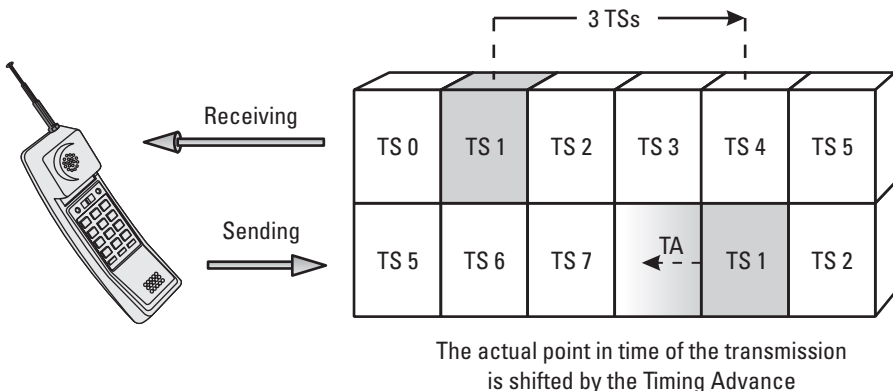 3 TSs
Receiving
TS 0 TS 1 TS 2 TS 3 TS 4 TS 5
Sending
TS 5 TS 6 TS 7 TA TS 1 TS 2
The actual point in time of the transmission
is shifted by the Timing Advance